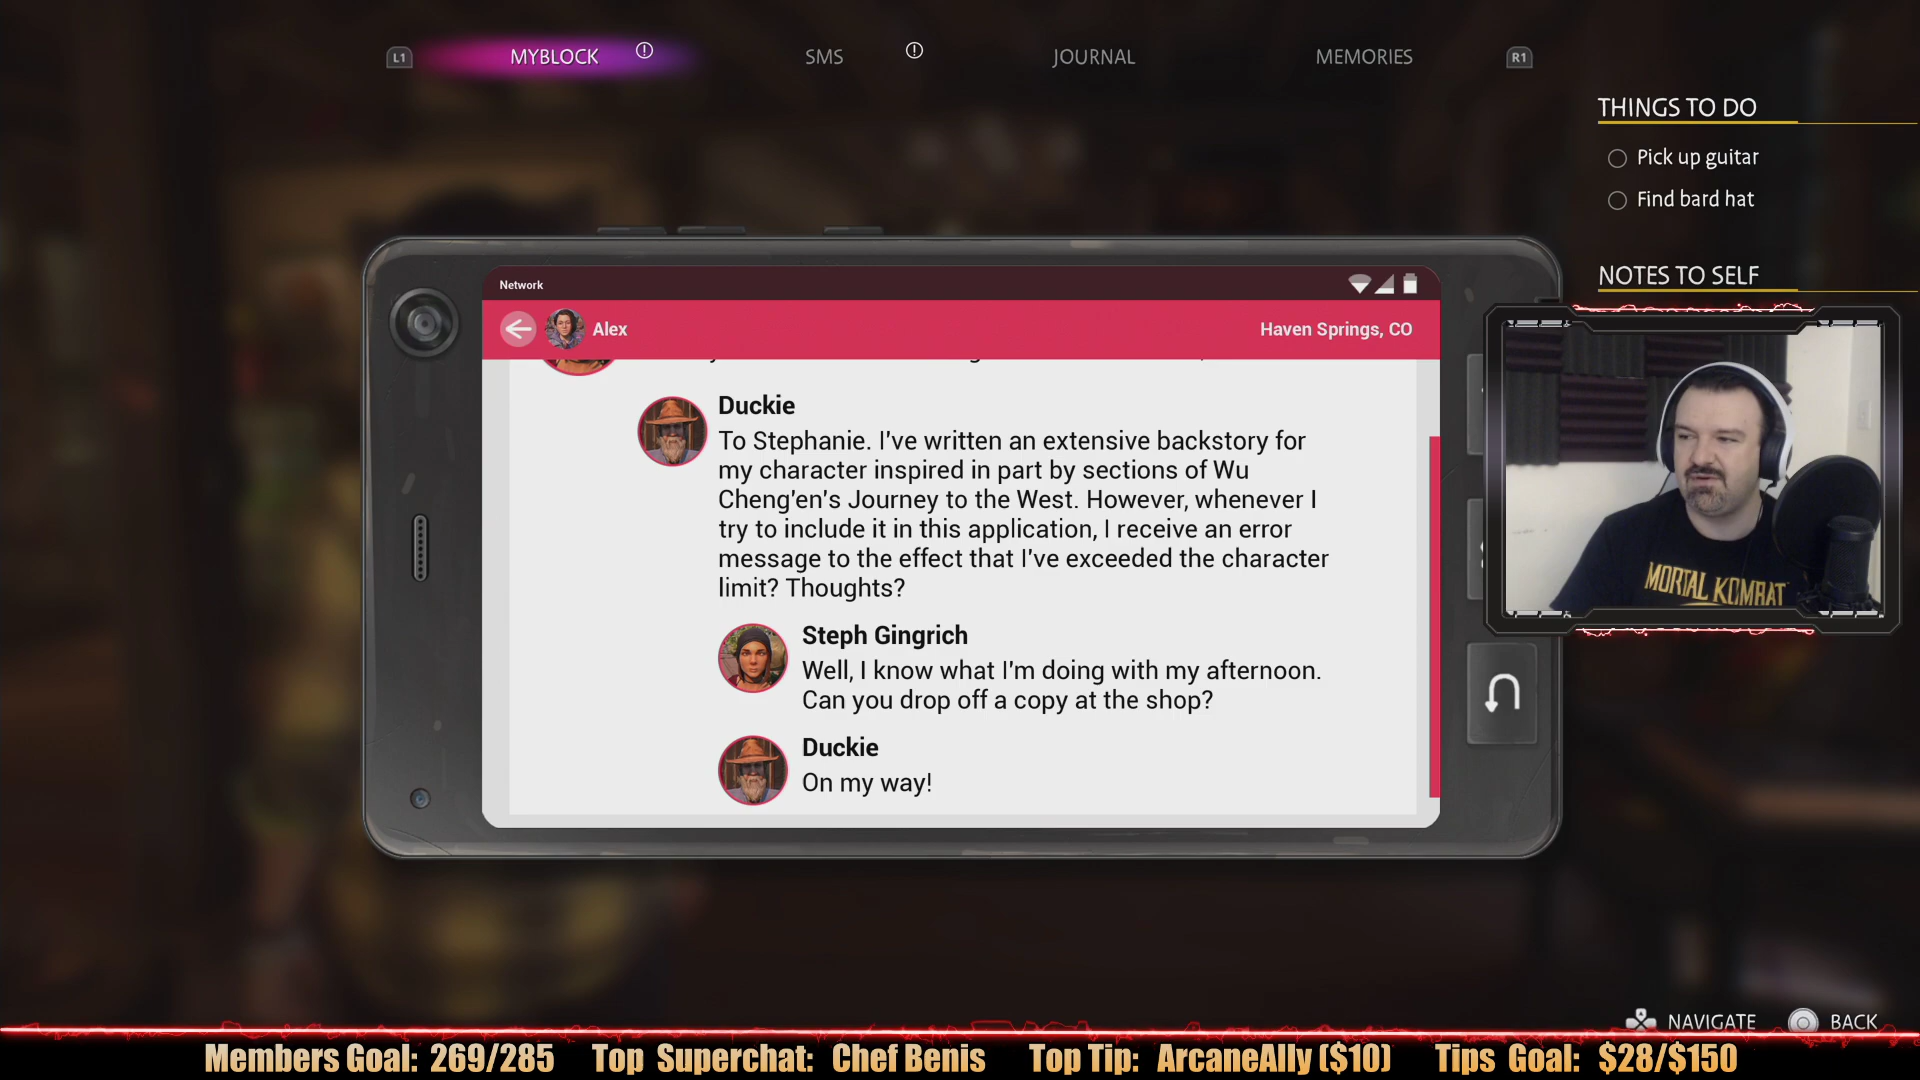 L1
MYBLOCK
SMS
JOURNAL
MEMORIES
R1
THINGS TO DO
Pick up guitar
Find bard hat
NOTES TO SELF
Network
Alex
Haven Springs, CO
Duckie
To Stephanie. I've written an extensive backstory for
my character inspired in part by sections of Wu
Cheng'en's Journey to the West. However, whenever I
try to include it in this application, I receive an error
message to the effect that I've exceeded the character
limit? Thoughts?
Steph Gingrich
Well, I know what I'm doing with my afternoon.
Can you drop off a copy at the shop?
Duckie
On my way!
MORTAL KOMBAT
NAVIGATE
BACK
Members Goal: 269/285 Top Superchat: Chef Benis Top Tip: ArcaneAlly ($10) Tips Goal: $28/$150